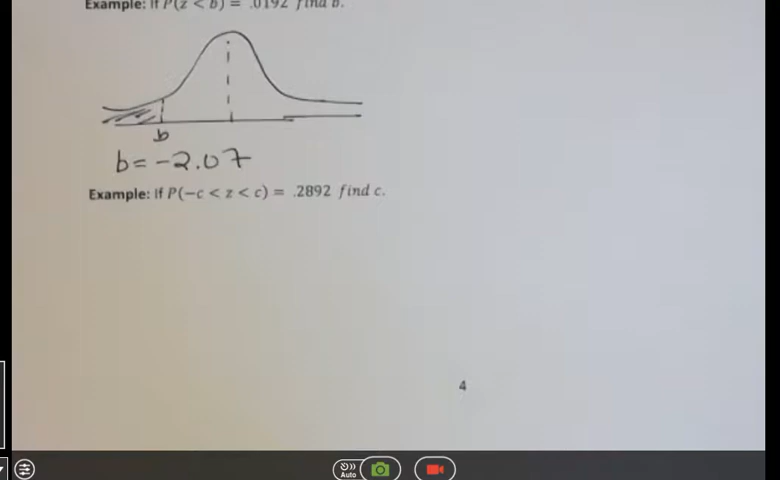 Example: If P(z < b) = .0192 find b.
b
b= -2.07
Example: If P(-c < z < c) = .2892 find c.
4
Auto